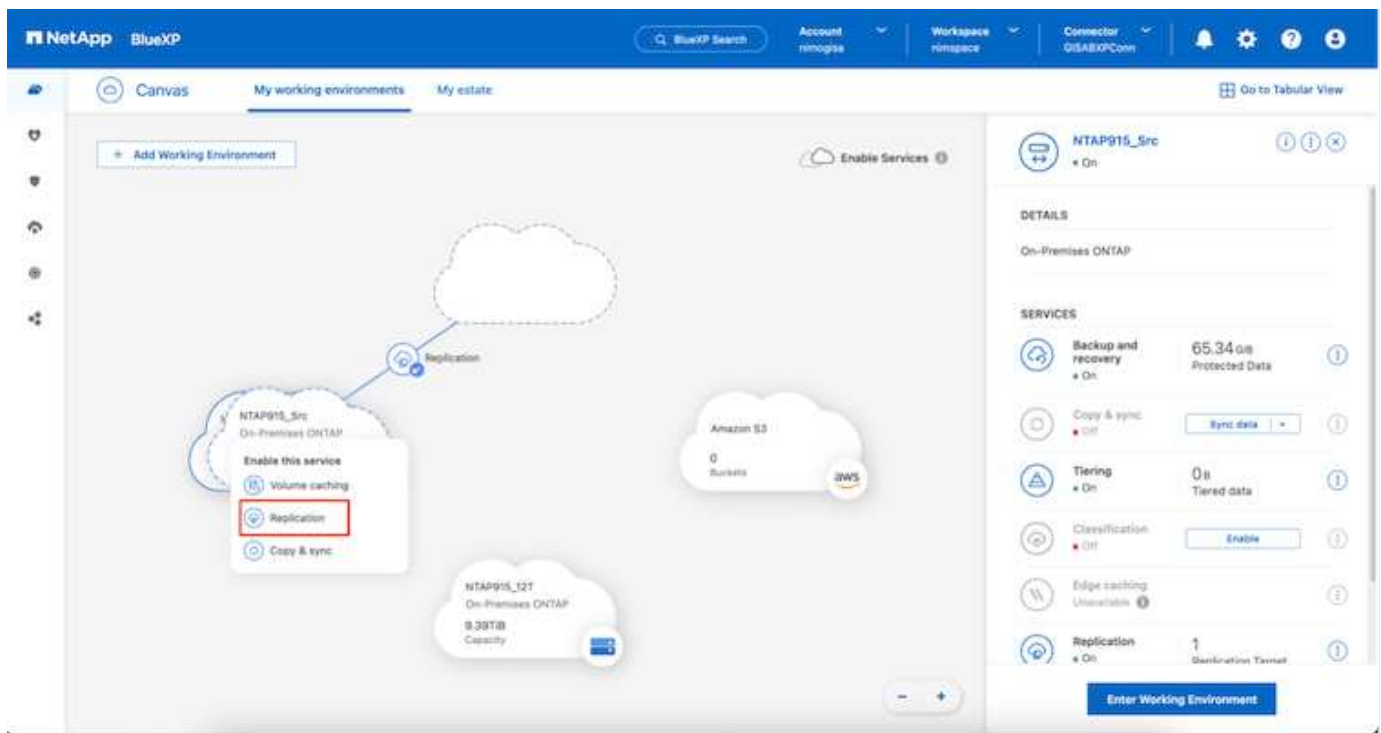 NetApp BlueXP
BlueXP Search
Account
nimogisa
Workspace
nimspace
Connector
GISABXPConn
Canvas
My working environments
My estate
Go to Tabular View
+ Add Working Environment
Enable Services
Replication
NTAP915_Src
On-Premises ONTAP
Enable this service
Volume caching
Replication
Copy & sync
Amazon S3
0
Buckets
aws
NTAP915_12T
On-Premises ONTAP
9.39TiB
Capacity
NTAP915_Src
On
DETAILS
On-Premises ONTAP
SERVICES
Backup and
recovery
On
65.34 GiB
Protected Data
Copy & sync
Off
Sync data
Tiering
On
0 B
Tiered data
Classification
Off
Enable
Edge caching
Unavailable
Replication
On
1
Replication Target
Enter Working Environment